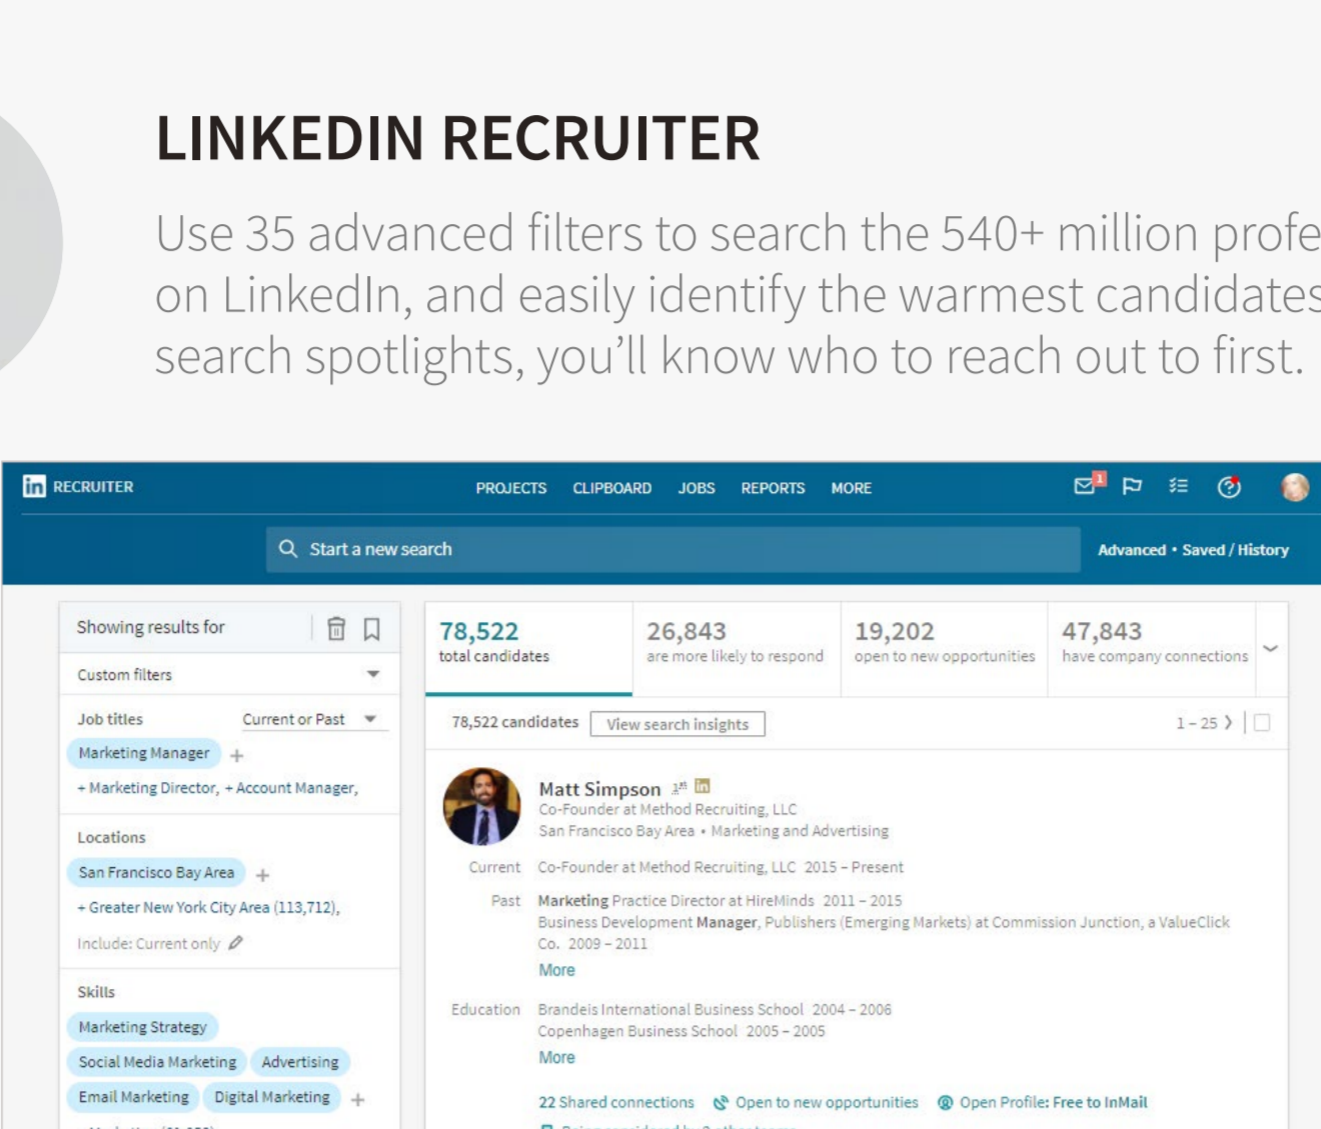 LINKEDIN RECRUITER
Use 35 advanced filters to search the 540+ million profe
on LinkedIn, and easily identify the warmest candidates
search spotlights, you’ll know who to reach out to first.
in RECRUITER
PROJECTS CLIPBOARD JOBS REPORTS MORE
1
Start a new search
Advanced • Saved / History
Showing results for
Custom filters
Job titles Current or Past
Marketing Manager +
+ Marketing Director, + Account Manager,
Locations
San Francisco Bay Area +
+ Greater New York City Area (113,712),
Include: Current only
Skills
Marketing Strategy
Social Media Marketing Advertising
Email Marketing Digital Marketing +
78,522
total candidates
26,843
are more likely to respond
19,202
open to new opportunities
47,843
have company connections
78,522 candidates View search insights 1 – 25
Matt Simpson 1st in
Co-Founder at Method Recruiting, LLC
San Francisco Bay Area • Marketing and Advertising
Current Co-Founder at Method Recruiting, LLC 2015 – Present
Past Marketing Practice Director at HireMinds 2011 – 2015
Business Development Manager, Publishers (Emerging Markets) at Commission Junction, a ValueClick
Co. 2009 – 2011
More
Education Brandeis International Business School 2004 – 2006
Copenhagen Business School 2005 – 2005
More
22 Shared connections Open to new opportunities Open Profile: Free to InMail